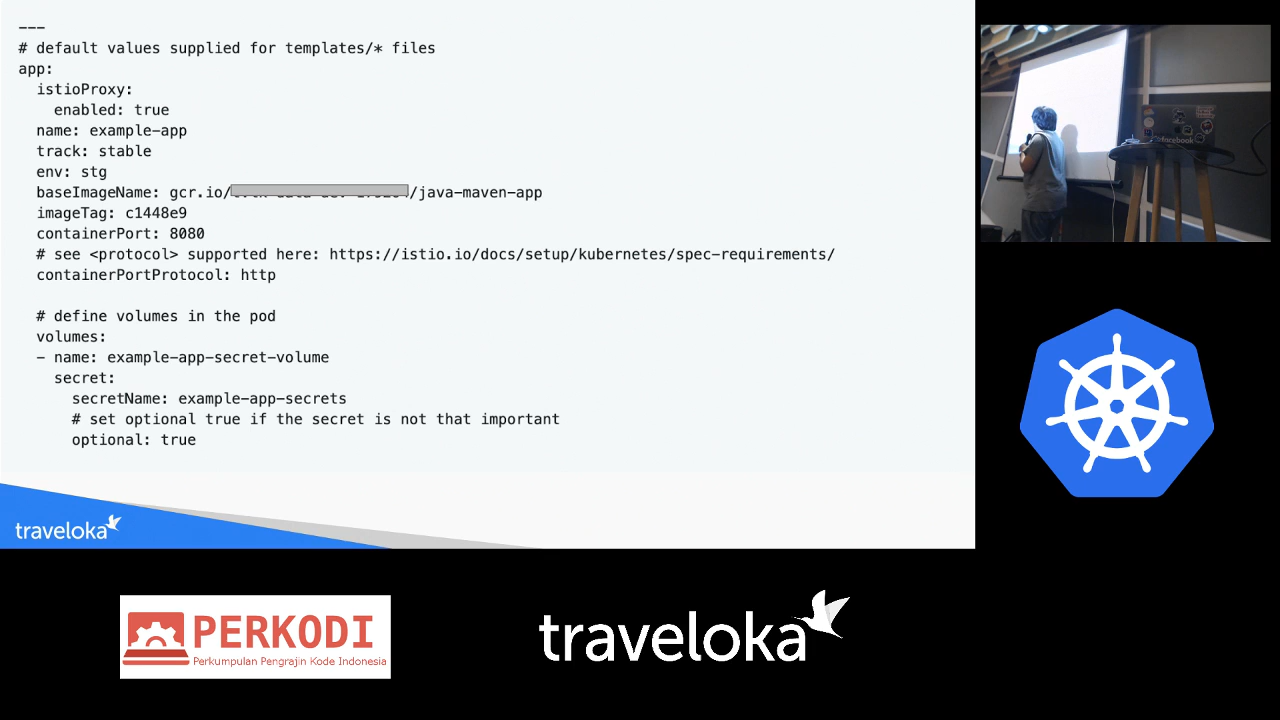 ---
# default values supplied for templates/* files
app:
  istioProxy:
    enabled: true
  name: example-app
  track: stable
  env: stg
  baseImageName: gcr.io/ /java-maven-app
  imageTag: c1448e9
  containerPort: 8080
  # see <protocol> supported here: https://istio.io/docs/setup/kubernetes/spec-requirements/
  containerPortProtocol: http
  # define volumes in the pod
  volumes:
  - name: example-app-secret-volume
    secret:
      secretName: example-app-secrets
      # set optional true if the secret is not that important
      optional: true
traveloka
facebook
PERKODI
Perkumpulan Pengrajin Kode Indonesia
traveloka